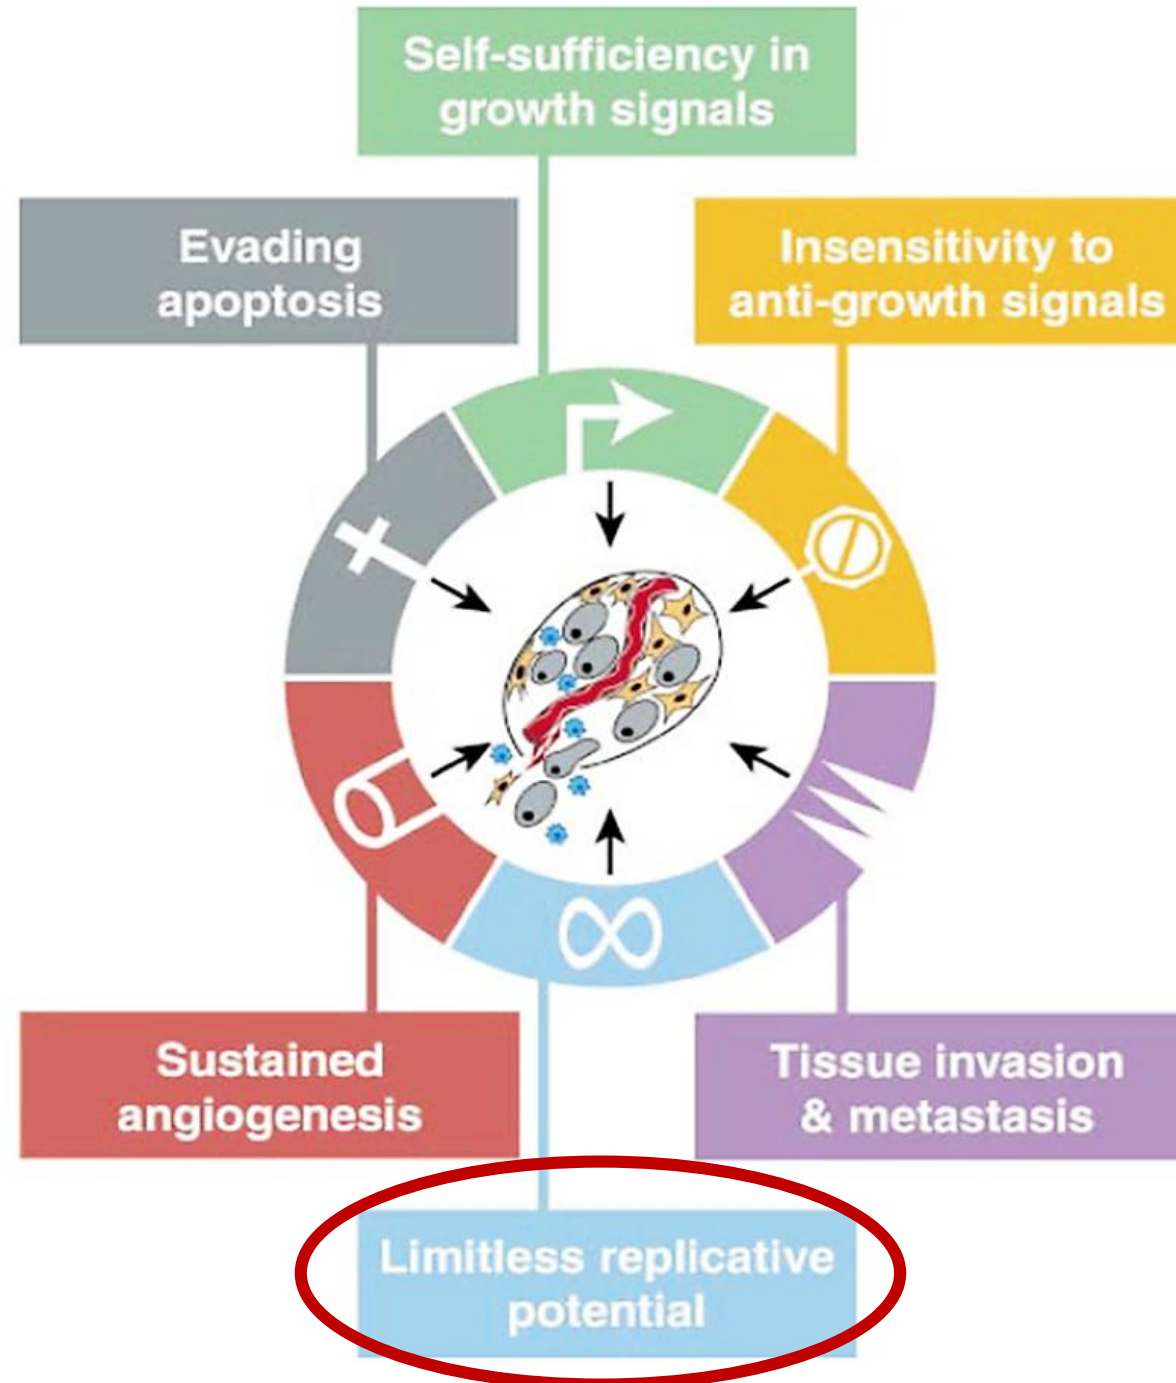 Self-sufficiency in
growth signals
Evading
apoptosis
Insensitivity to
anti-growth signals
Sustained
angiogenesis
Tissue invasion
& metastasis
Limitless replicative
potential